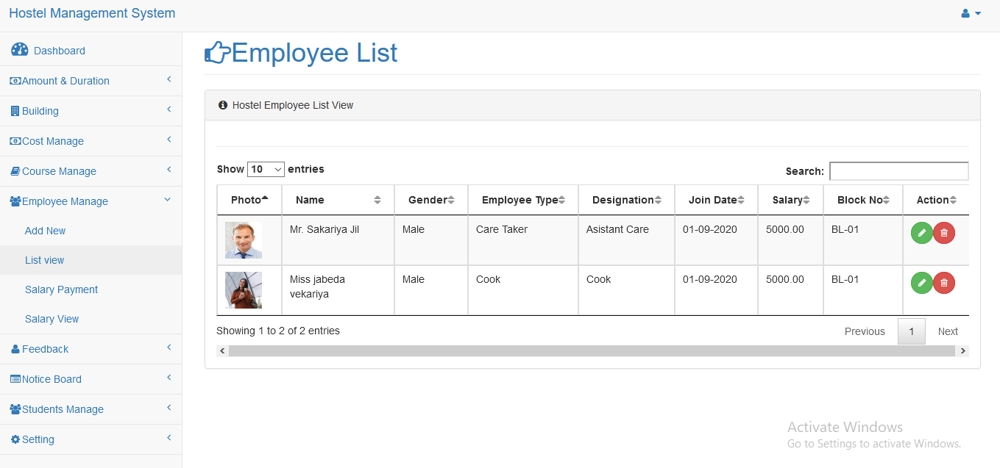 Hostel Management System
Dashboard
Amount & Duration
Building
Cost Manage
Course Manage
Employee Manage
Add New
List view
Salary Payment
Salary View
Feedback
Notice Board
Students Manage
Setting
Employee List
Hostel Employee List View
Show 10 entries
Search:
Photo Name Gender Employee Type Designation Join Date Salary Block No Action
Mr. Sakariya Jil Male Care Taker Asistant Care 01-09-2020 5000.00 BL-01
Miss jabeda Male Cook Cook 01-09-2020 5000.00 BL-01
vekariya
Showing 1 to 2 of 2 entries
Previous 1 Next
Activate Windows
Go to Settings to activate Windows.